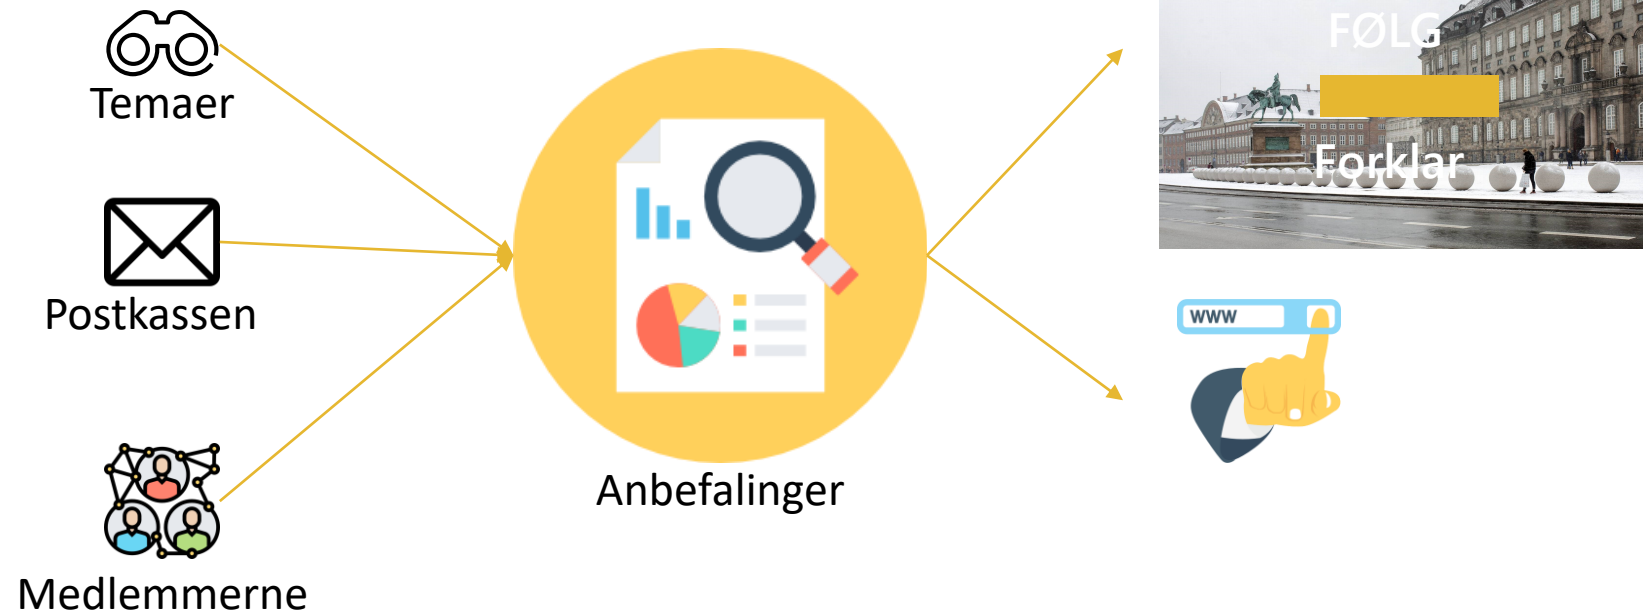 Temaer
Postkassen
Medlemmerne
Anbefalinger
FØLG
Forklar
WWW